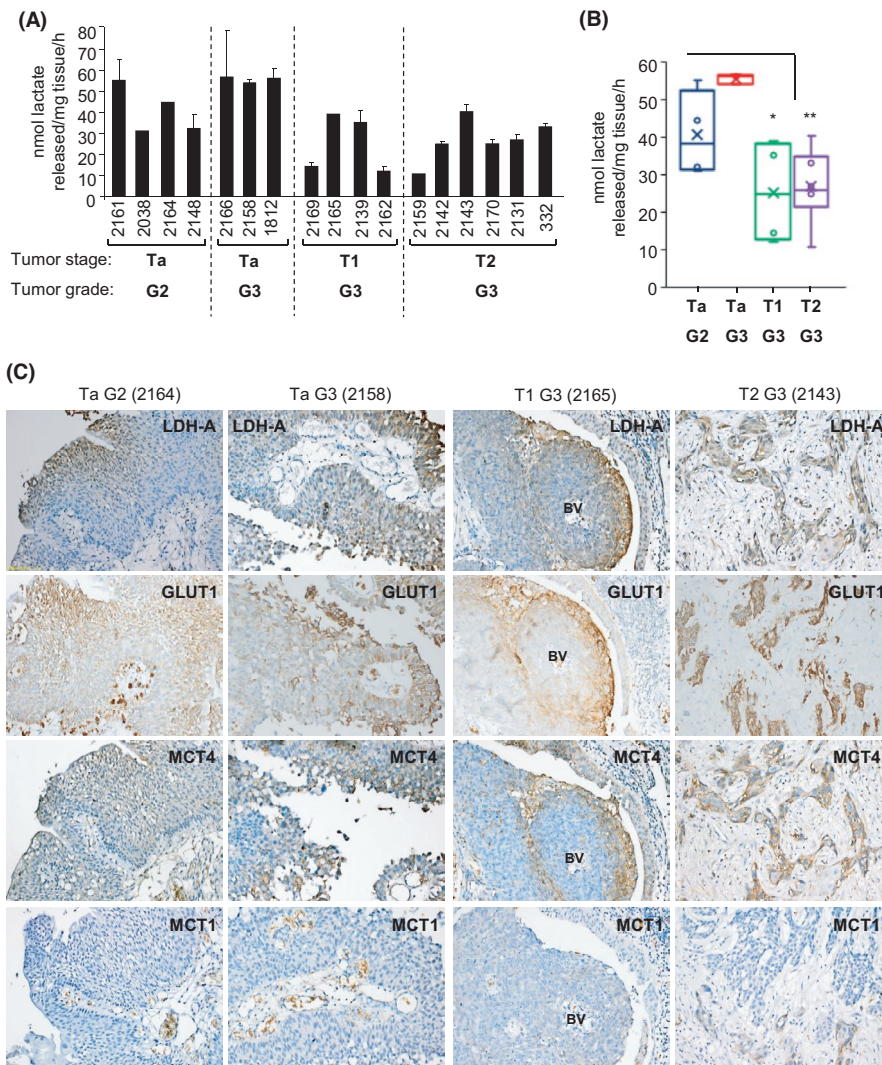 (A)
nmol lactate
released/mg tissue/h
80
70
60
50
40
30
20
10
0
2161 2038 2164 2148 2166 2158 1812 2169 2165 2139 2162 2159 2142 2143 2170 2131 332
Tumor stage: Ta Ta T1 T2
Tumor grade: G2 G3 G3 G3
(B)
nmol lactate
released/mg tissue/h
60
50
40
30
20
10
0
* **
Ta Ta T1 T2
G2 G3 G3 G3
(C)
Ta G2 (2164) Ta G3 (2158) T1 G3 (2165) T2 G3 (2143)
LDH-A LDH-A LDH-A LDH-A
BV
GLUT1 GLUT1 GLUT1 GLUT1
BV
MCT4 MCT4 MCT4 MCT4
BV
MCT1 MCT1 MCT1 MCT1
BV